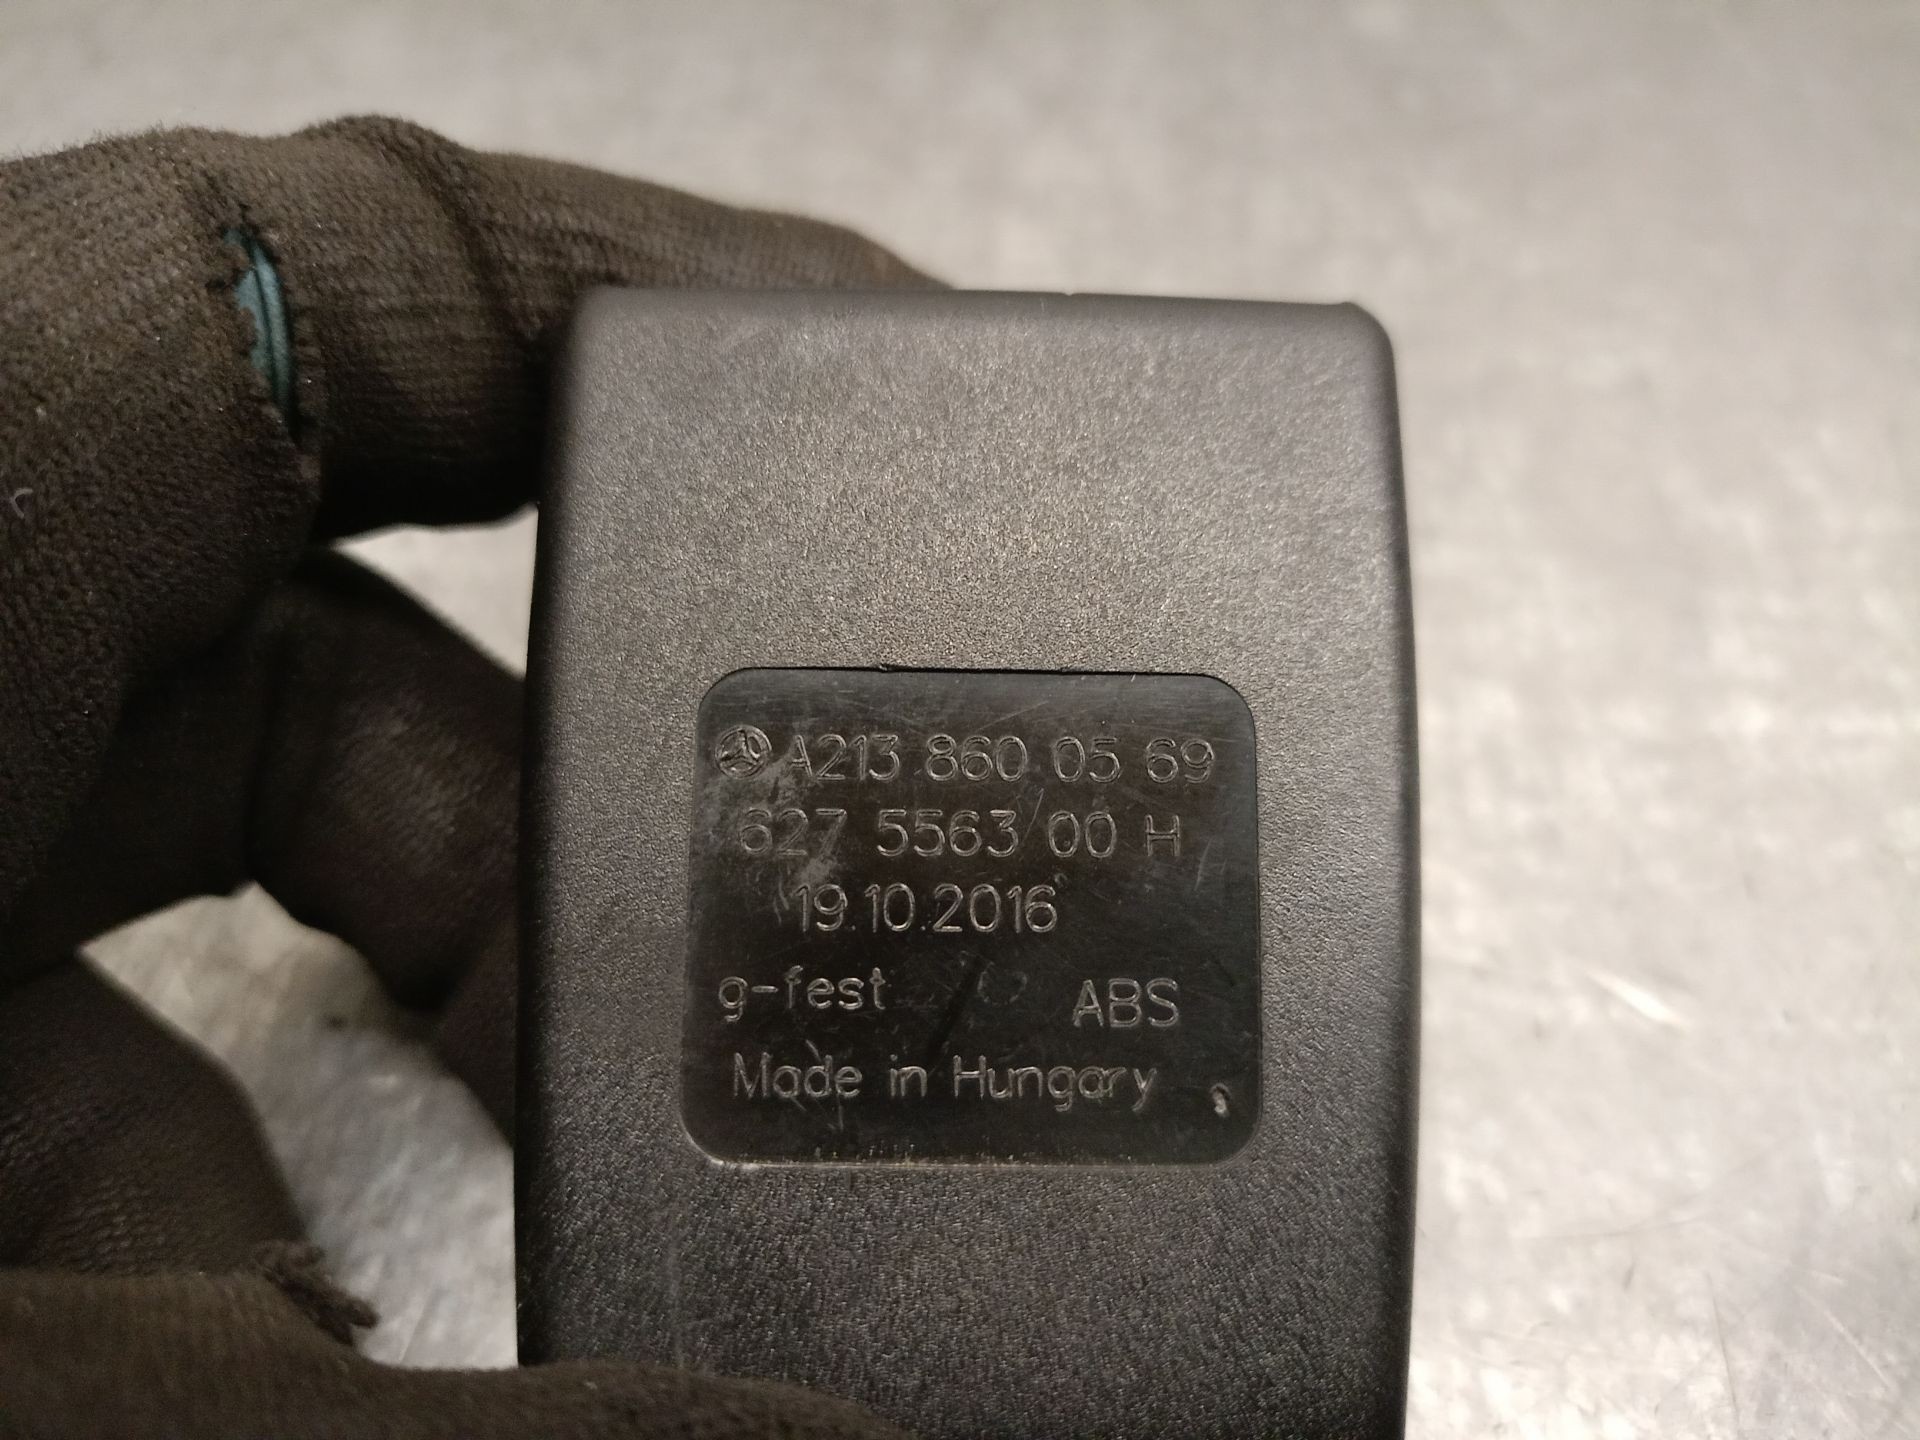 A213 860 05 69
627 5563 00 H
19.10.2016
g-fest ABS
Made in Hungary